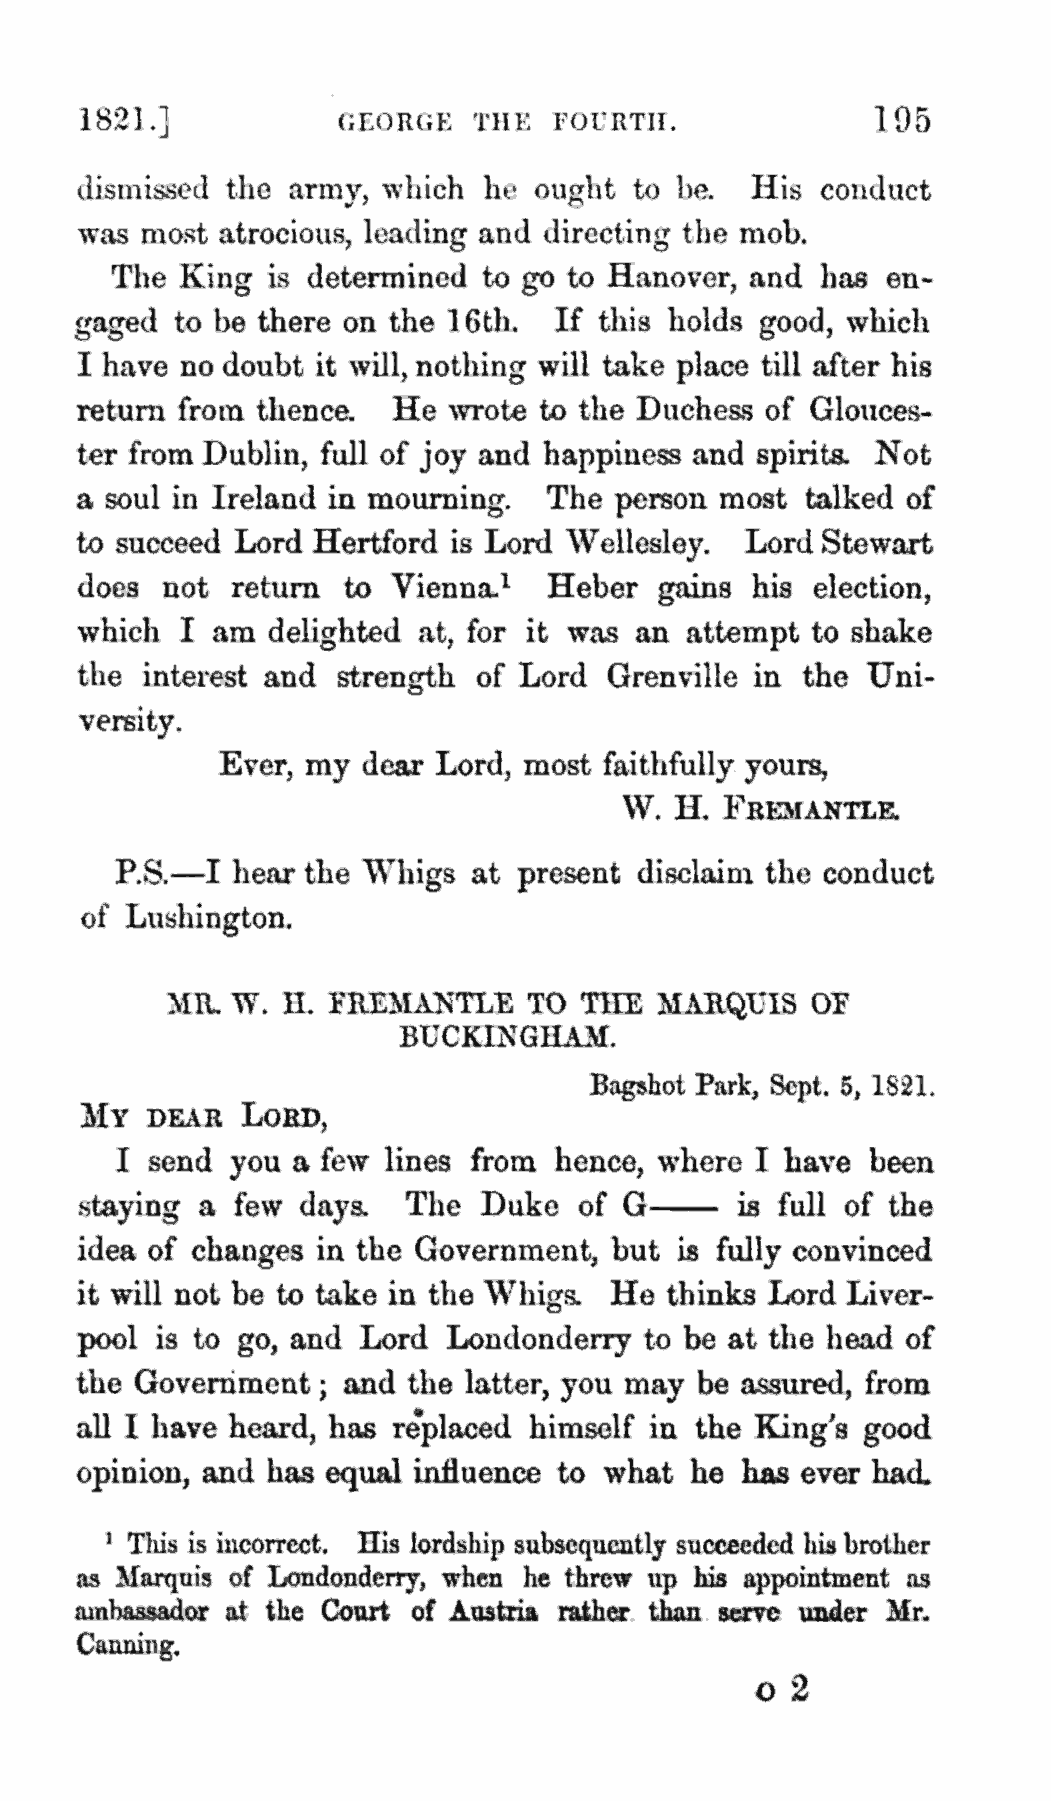 1821.] GEORGE THE FOURTH. 195
dismissed the army, which he ought to be. His conduct
was most atrocious, leading and directing the mob.
The King is determined to go to Hanover, and has en-
gaged to be there on the 16th. If this holds good, which
I have no doubt it will, nothing will take place till after his
return from thence. He wrote to the Duchess of Glouces-
ter from Dublin, full of joy and happiness and spirits. Not
a soul in Ireland in mourning. The person most talked of
to succeed Lord Hertford is Lord Wellesley. Lord Stewart
does not return to Vienna.¹ Heber gains his election,
which I am delighted at, for it was an attempt to shake
the interest and strength of Lord Grenville in the Uni-
versity.
Ever, my dear Lord, most faithfully yours,
W. H. FREMANTLE.
P.S.—I hear the Whigs at present disclaim the conduct
of Lushington.
MR. W. H. FREMANTLE TO THE MARQUIS OF
BUCKINGHAM.
Bagshot Park, Sept. 5, 1821.
MY DEAR LORD,
I send you a few lines from hence, where I have been
staying a few days. The Duke of G—— is full of the
idea of changes in the Government, but is fully convinced
it will not be to take in the Whigs. He thinks Lord Liver-
pool is to go, and Lord Londonderry to be at the head of
the Government; and the latter, you may be assured, from
all I have heard, has replaced himself in the King's good
opinion, and has equal influence to what he has ever had.
¹ This is incorrect. His lordship subsequently succeeded his brother
as Marquis of Londonderry, when he threw up his appointment as
ambassador at the Court of Austria rather than serve under Mr.
Canning.
O 2